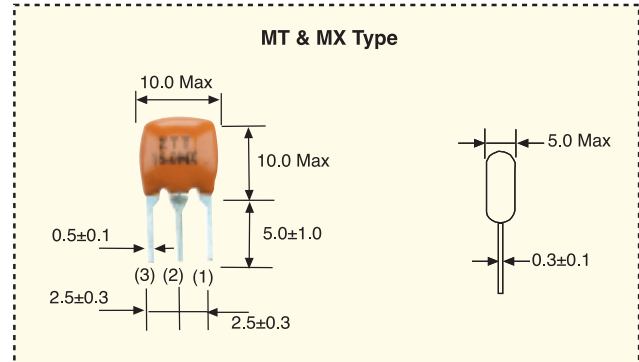 MT & MX Type
10.0 Max
5.0 Max
ZTT
10.0 Max
0.5±0.1
5.0±1.0
0.3±0.1
(3) (2) (1)
2.5±0.3
2.5±0.3